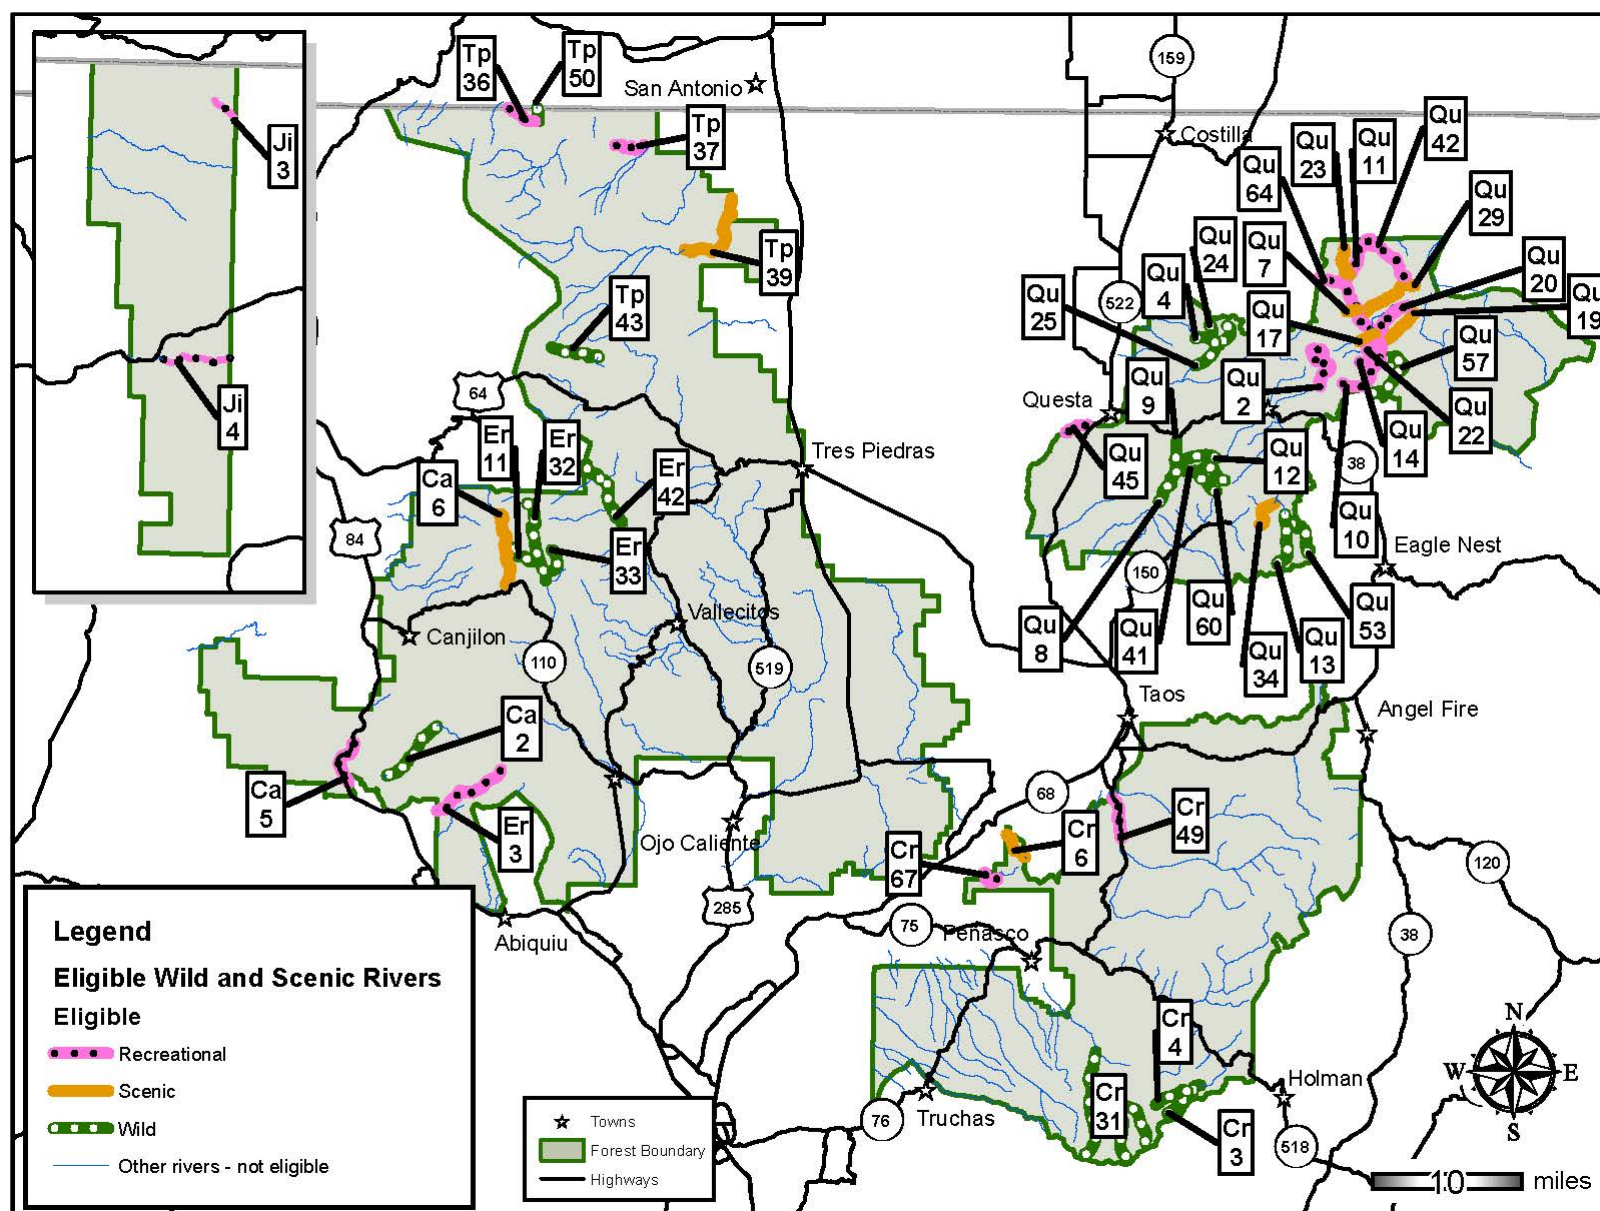 Tp
36
Tp
50
San Antonio
159
Tp
37
Costilla
Qu
64
Qu
23
Qu
11
Qu
42
Qu
29
Ji
3
Tp
39
Qu
4
Qu
24
Qu
7
Qu
20
Qu
19
Tp
43
Qu
25
522
Qu
17
Qu
57
64
Questa
Qu
9
Qu
2
Qu
22
Ji
4
Er
11
Er
32
Er
42
Tres Piedras
Qu
45
Qu
12
38
Qu
14
Ca
6
84
Er
33
Qu
10
Eagle Nest
150
Vallecitos
Canjilon
110
519
Qu
8
Qu
41
Qu
60
Qu
34
Qu
13
Qu
53
Taos
Angel Fire
Ca
2
Ca
5
Er
3
Ojo Caliente
68
Cr
67
Cr
6
Cr
49
120
285
Abiquiu
75
Peñasco
38
Cr
4
Cr
31
Cr
3
Holman
76
Truchas
518
N
W
E
S
10 miles
Legend
Eligible Wild and Scenic Rivers
Eligible
Recreational
Scenic
Wild
Other rivers - not eligible
Towns
Forest Boundary
Highways